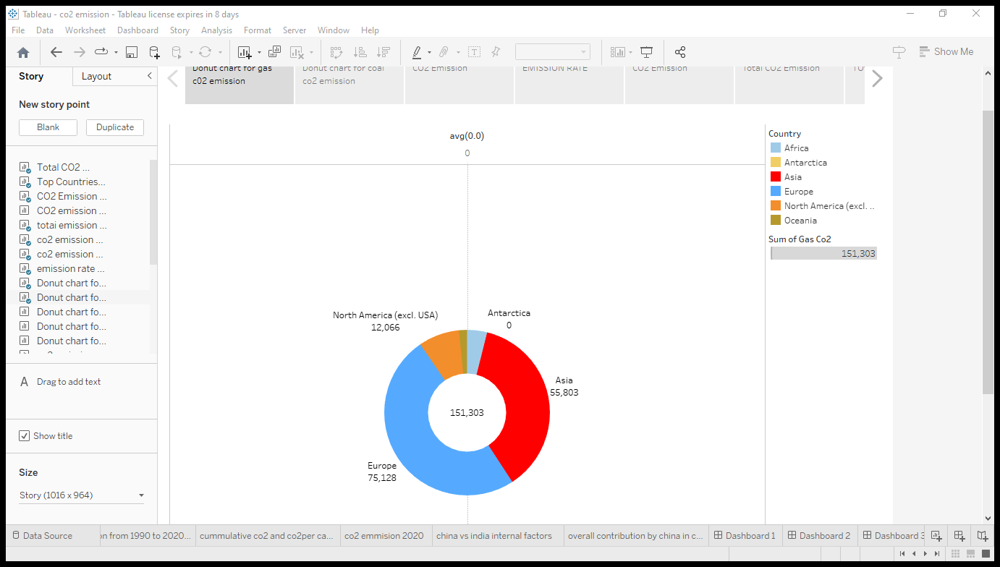 Tableau - co2 emission - Tableau license expires in 8 days
File Data Worksheet Dashboard Story Analysis Format Server Window Help
Show Me
Story Layout
Donut chart for gas
c02 emission
Donut chart for coal
co2 emission
CO2 Emission
EMISSION RATE
CO2 Emission
Total CO2 Emission
New story point
Blank Duplicate
Total CO2 ...
Top Countries...
CO2 Emission ...
CO2 emission ...
totai emission ...
co2 emission ...
co2 emission ...
emission rate ...
Donut chart fo...
Donut chart fo...
Donut chart fo...
Donut chart fo...
Donut chart fo...
A Drag to add text
Show title
Size
Story (1016 x 964)
avg(0.0)
0
North America (excl. USA)
12,066
Antarctica
0
Asia
55,803
151,303
Europe
75,128
Country
Africa
Antarctica
Asia
Europe
North America (excl. ..
Oceania
Sum of Gas Co2
151,303
Data Source on from 1990 to 2020... cummulative co2 and co2per ca... co2 emmision 2020 china vs india internal factors overall contribution by china in c... Dashboard 1 Dashboard 2 Dashboard 3